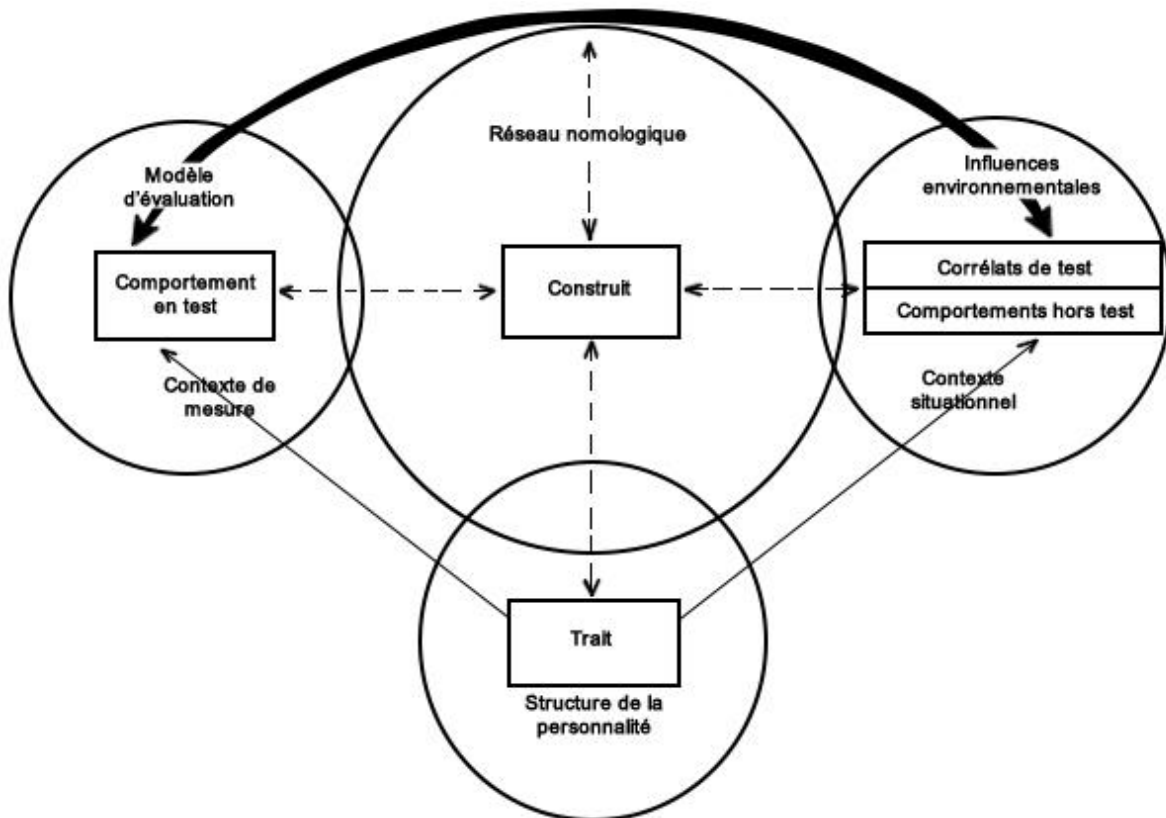 Réseau nomologique
Modèle
d'évaluation
Influences
environnementales
Comportement
en test
Construit
Corrélats de test
Comportements hors test
Contexte de
mesure
Contexte
situationnel
Trait
Structure de la
personnalité